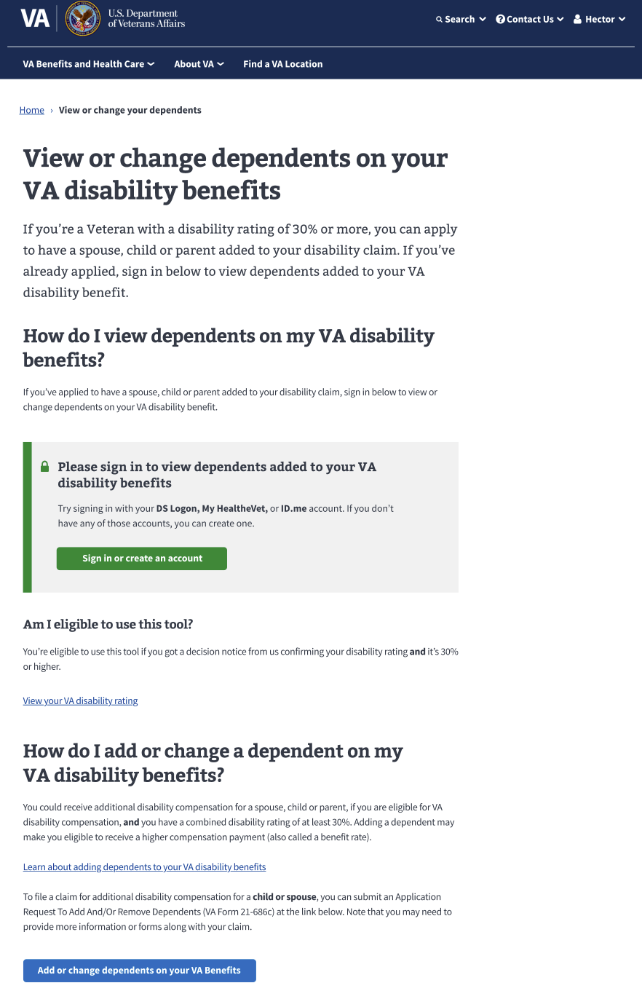 VA
U.S. Department
of Veterans Affairs
Search
Contact Us
Hector
VA Benefits and Health Care
About VA
Find a VA Location
Home › View or change your dependents
View or change dependents on your
VA disability benefits
If you’re a Veteran with a disability rating of 30% or more, you can apply
to have a spouse, child or parent added to your disability claim. If you’ve
already applied, sign in below to view dependents added to your VA
disability benefit.
How do I view dependents on my VA disability
benefits?
If you’ve applied to have a spouse, child or parent added to your disability claim, sign in below to view or
change dependents on your VA disability benefit.
Please sign in to view dependents added to your VA
disability benefits
Try signing in with your DS Logon, My HealtheVet, or ID.me account. If you don’t
have any of those accounts, you can create one.
Sign in or create an account
Am I eligible to use this tool?
You’re eligible to use this tool if you got a decision notice from us confirming your disability rating and it’s 30%
or higher.
View your VA disability rating
How do I add or change a dependent on my
VA disability benefits?
You could receive additional disability compensation for a spouse, child or parent, if you are eligible for VA
disability compensation, and you have a combined disability rating of at least 30%. Adding a dependent may
make you eligible to receive a higher compensation payment (also called a benefit rate).
Learn about adding dependents to your VA disability benefits
To file a claim for additional disability compensation for a child or spouse, you can submit an Application
Request To Add And/Or Remove Dependents (VA Form 21-686c) at the link below. Note that you may need to
provide more information or forms along with your claim.
Add or change dependents on your VA Benefits